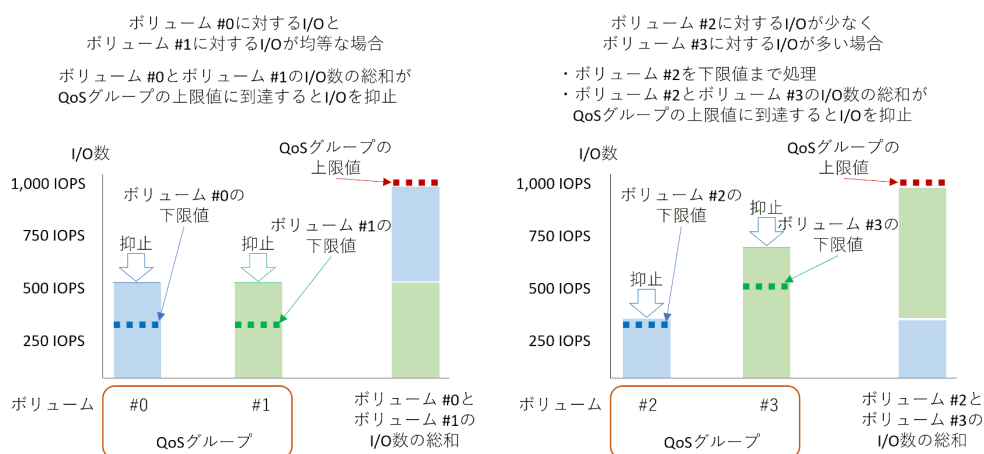 ボリューム #0に対するI/Oと
ボリューム #1に対するI/Oが均等な場合
ボリューム #0とボリューム #1のI/O数の総和が
QoSグループの上限値に到達するとI/Oを抑止
I/O数
QoSグループの
上限値
1,000 IOPS
750 IOPS
500 IOPS
250 IOPS
ボリューム #0の
下限値
ボリューム #1の
下限値
抑止
抑止
ボリューム
#0
#1
QoSグループ
ボリューム #0と
ボリューム #1の
I/O数の総和
ボリューム #2に対するI/Oが少なく
ボリューム #3に対するI/Oが多い場合
・ボリューム #2を下限値まで処理
・ボリューム #2とボリューム #3のI/O数の総和が
QoSグループの上限値に到達するとI/Oを抑止
I/O数
QoSグループの
上限値
1,000 IOPS
750 IOPS
500 IOPS
250 IOPS
ボリューム #2の
下限値
ボリューム #3の
下限値
抑止
抑止
ボリューム
#2
#3
QoSグループ
ボリューム #2と
ボリューム #3の
I/O数の総和